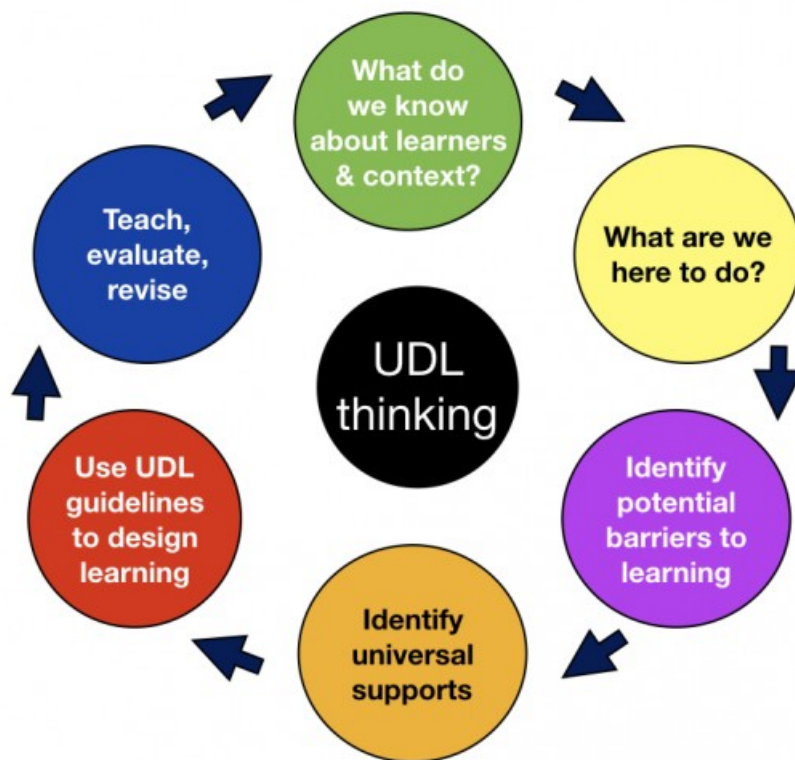 What do
we know
about learners
& context?
What are we
here to do?
Identify
potential
barriers to
learning
Identify
universal
supports
Use UDL
guidelines
to design
learning
Teach,
evaluate,
revise
UDL
thinking